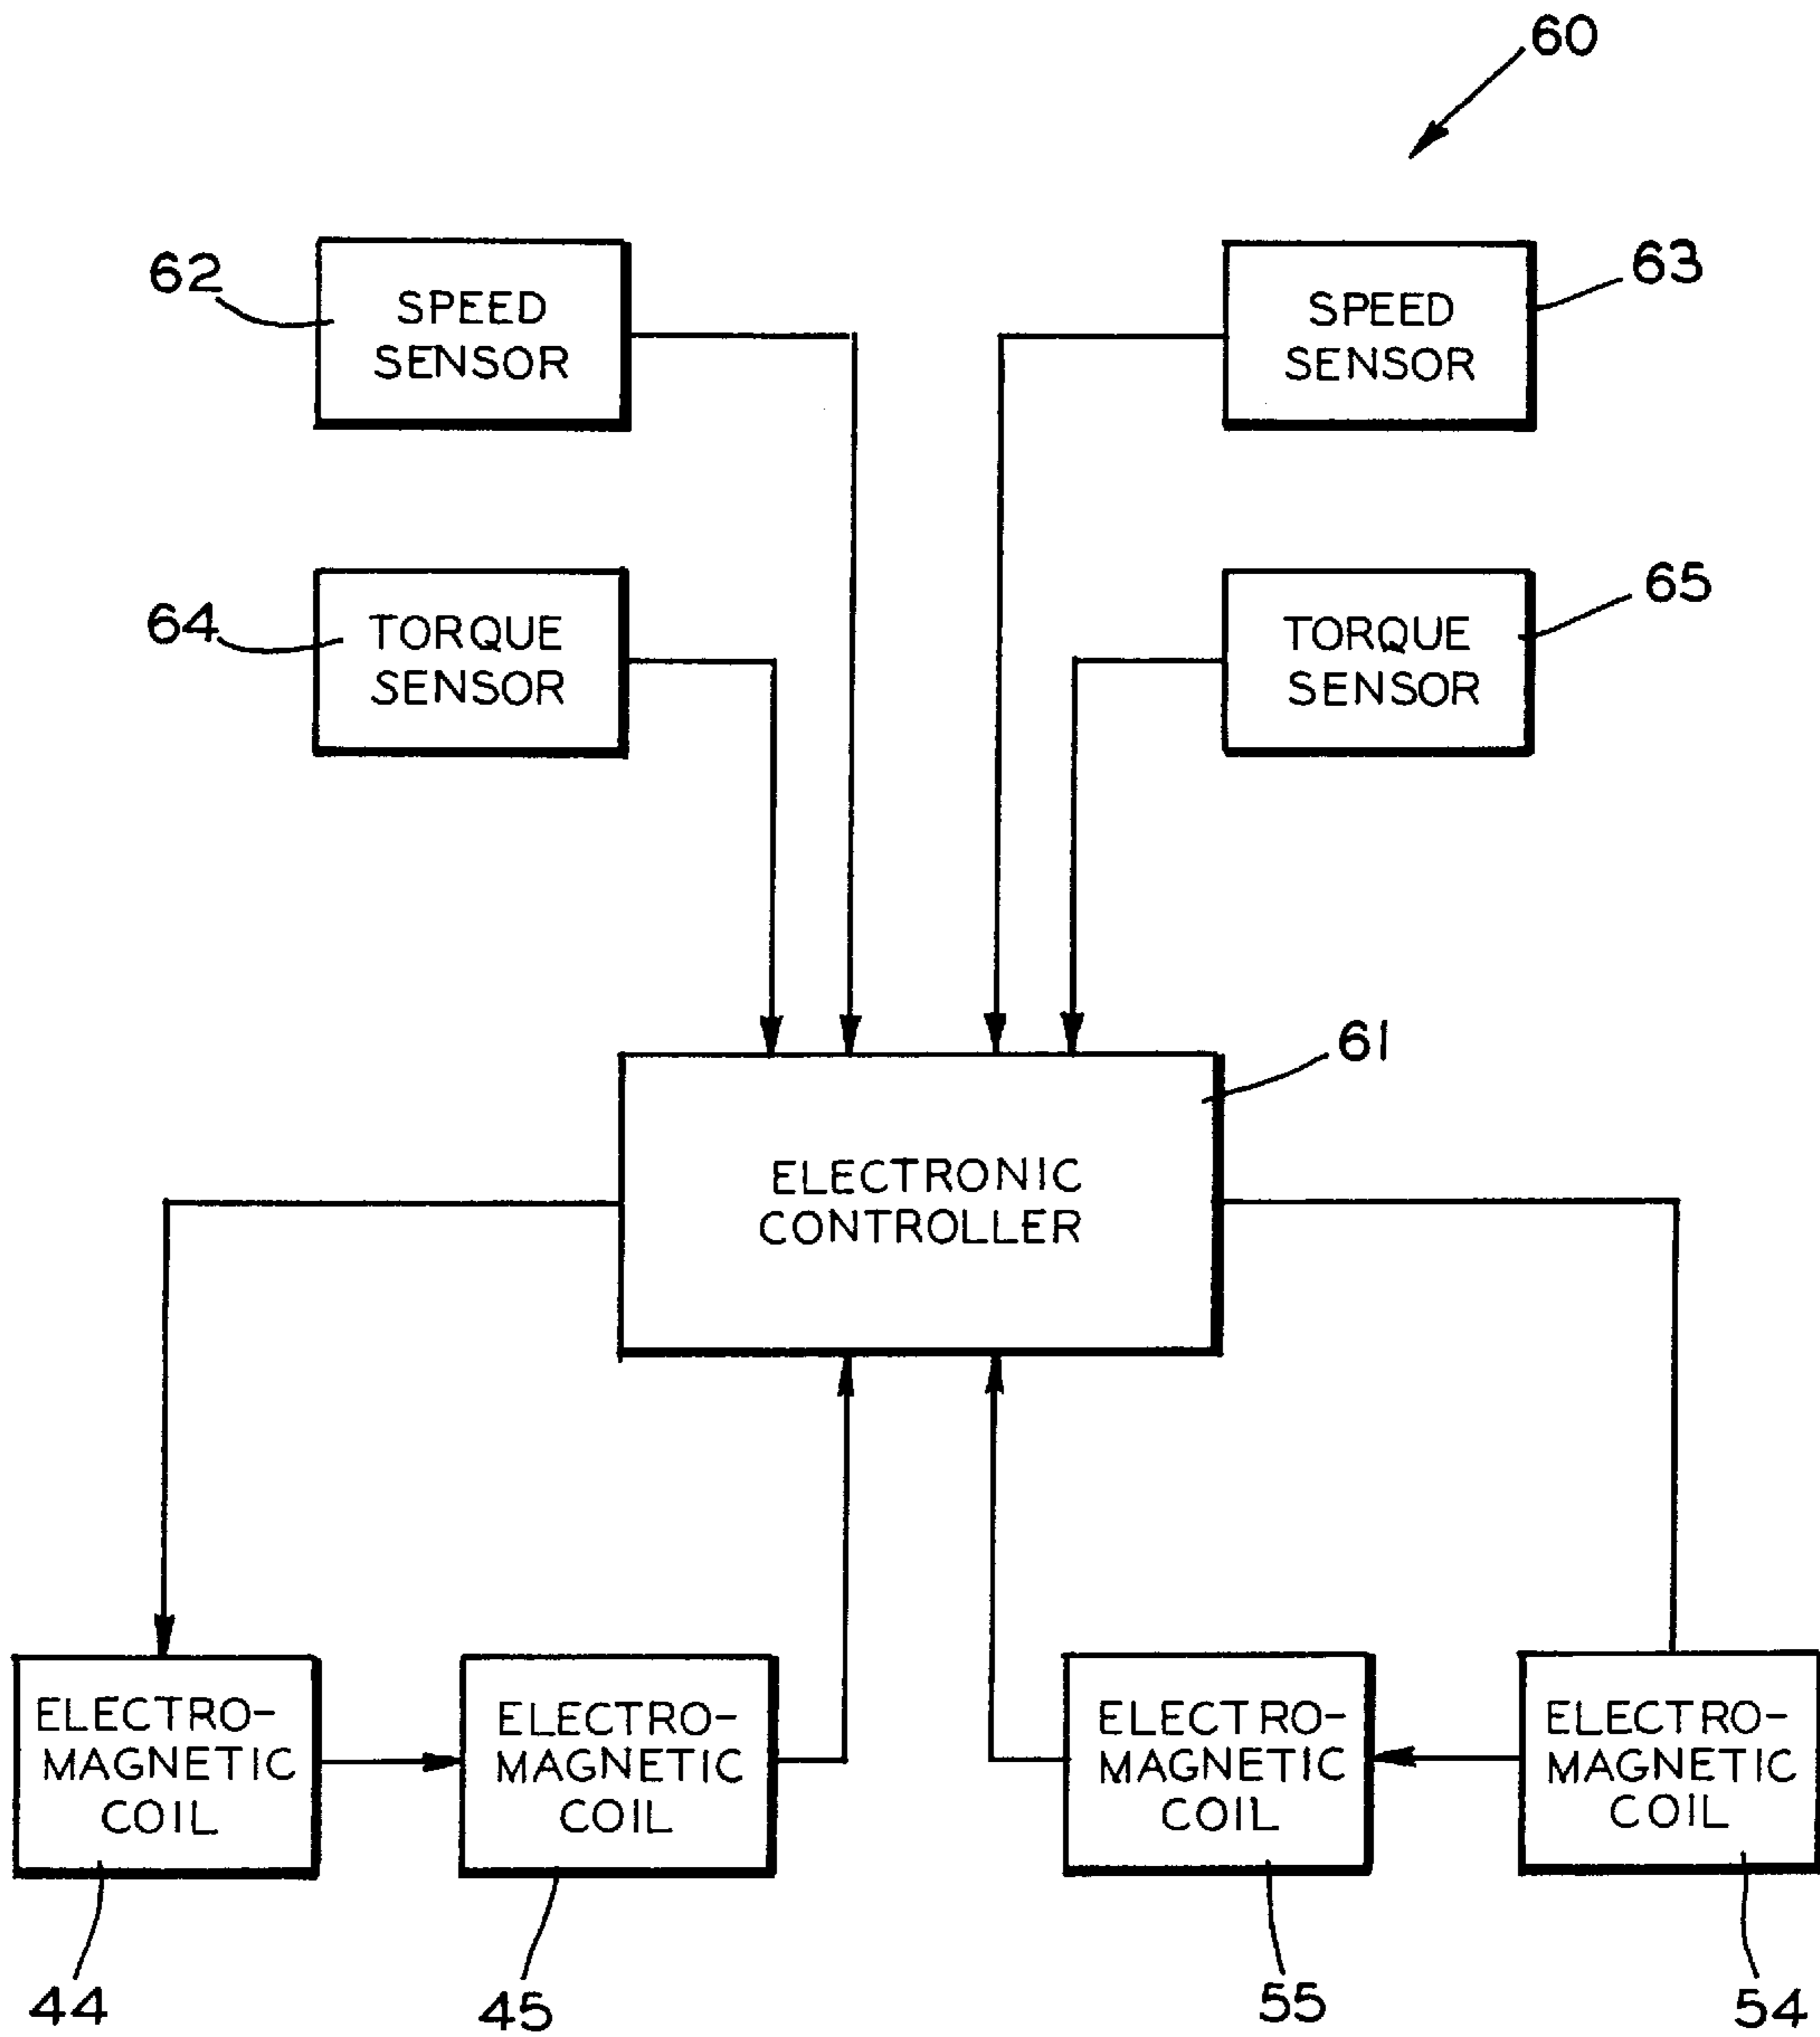 60
62
SPEED
SENSOR
SPEED
SENSOR
63
64
TORQUE
SENSOR
TORQUE
SENSOR
65
61
ELECTRONIC
CONTROLLER
ELECTRO-
MAGNETIC
COIL
ELECTRO-
MAGNETIC
COIL
ELECTRO-
MAGNETIC
COIL
ELECTRO-
MAGNETIC
COIL
44
45
55
54